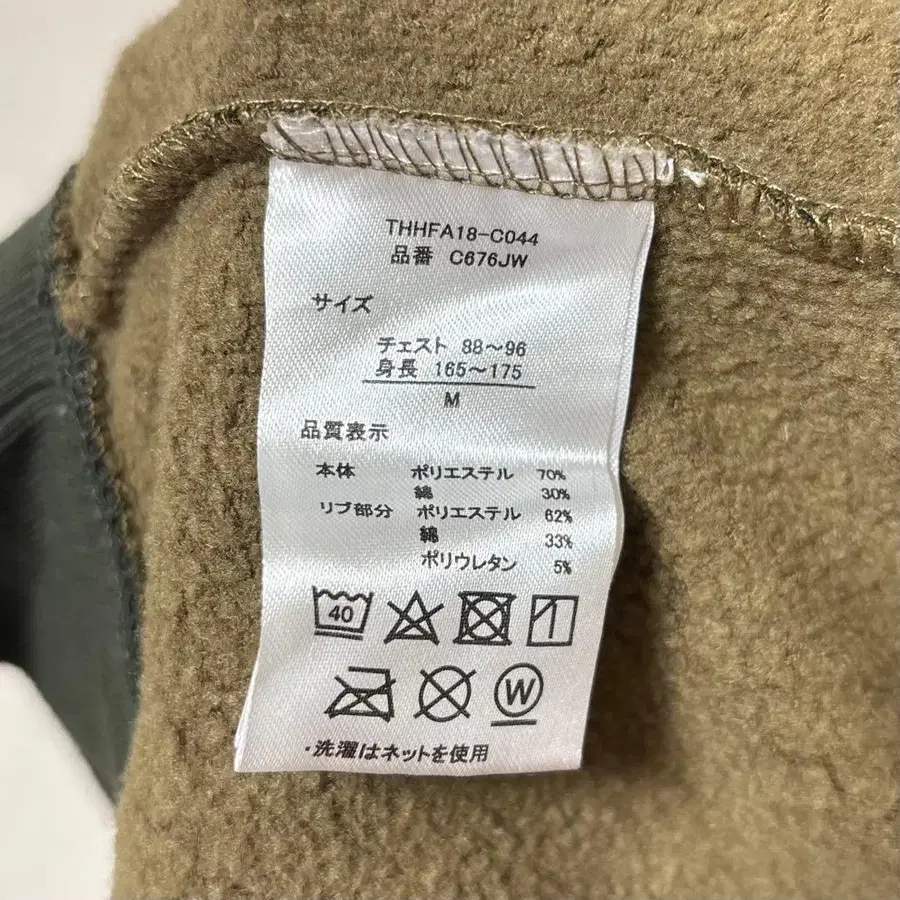 THHFA18-C044
品番 C676JW
サイズ
チェスト 88～96
身長 165～175
M
品質表示
本体 ポリエステル 70%
綿 30%
リブ部分 ポリエステル 62%
綿 33%
ポリウレタン 5%
40
W
・洗濯はネットを使用